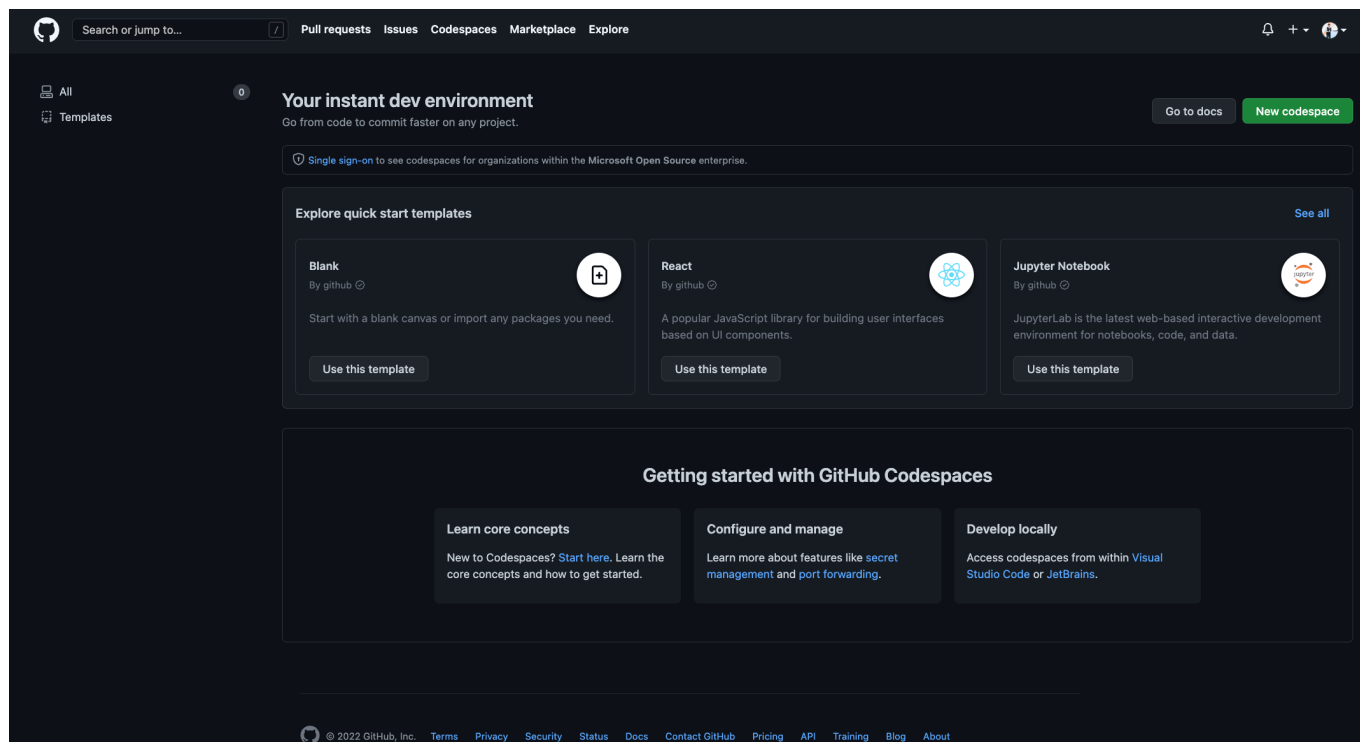 Search or jump to... /
Pull requests Issues Codespaces Marketplace Explore
All 0
Templates
Your instant dev environment
Go from code to commit faster on any project.
Go to docs New codespace
Single sign-on to see codespaces for organizations within the Microsoft Open Source enterprise.
Explore quick start templates See all
Blank
By github
Start with a blank canvas or import any packages you need.
Use this template
React
By github
A popular JavaScript library for building user interfaces
based on UI components.
Use this template
Jupyter Notebook
By github
jupyter
JupyterLab is the latest web-based interactive development
environment for notebooks, code, and data.
Use this template
Getting started with GitHub Codespaces
Learn core concepts
New to Codespaces? Start here. Learn the
core concepts and how to get started.
Configure and manage
Learn more about features like secret
management and port forwarding.
Develop locally
Access codespaces from within Visual
Studio Code or JetBrains.
© 2022 GitHub, Inc. Terms Privacy Security Status Docs Contact GitHub Pricing API Training Blog About